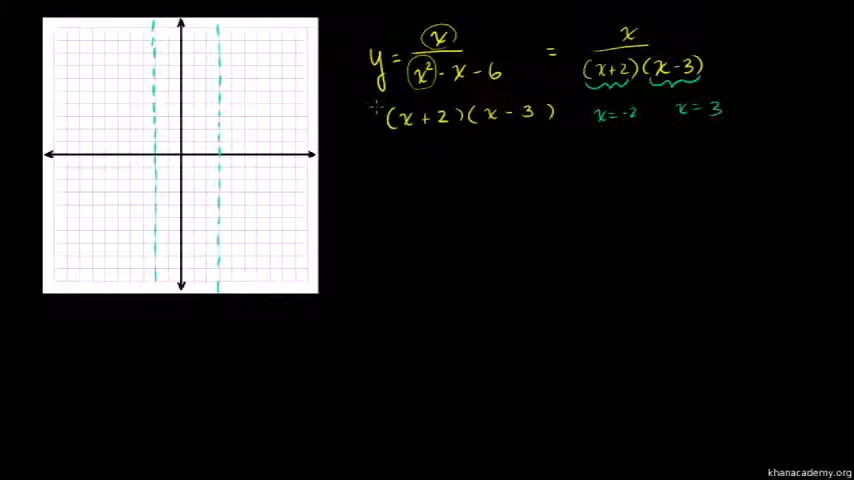 y = x / (x² - x - 6) = x / ((x+2)(x-3))
(x+2)(x-3) x=-2 x=3
khanacademy.org